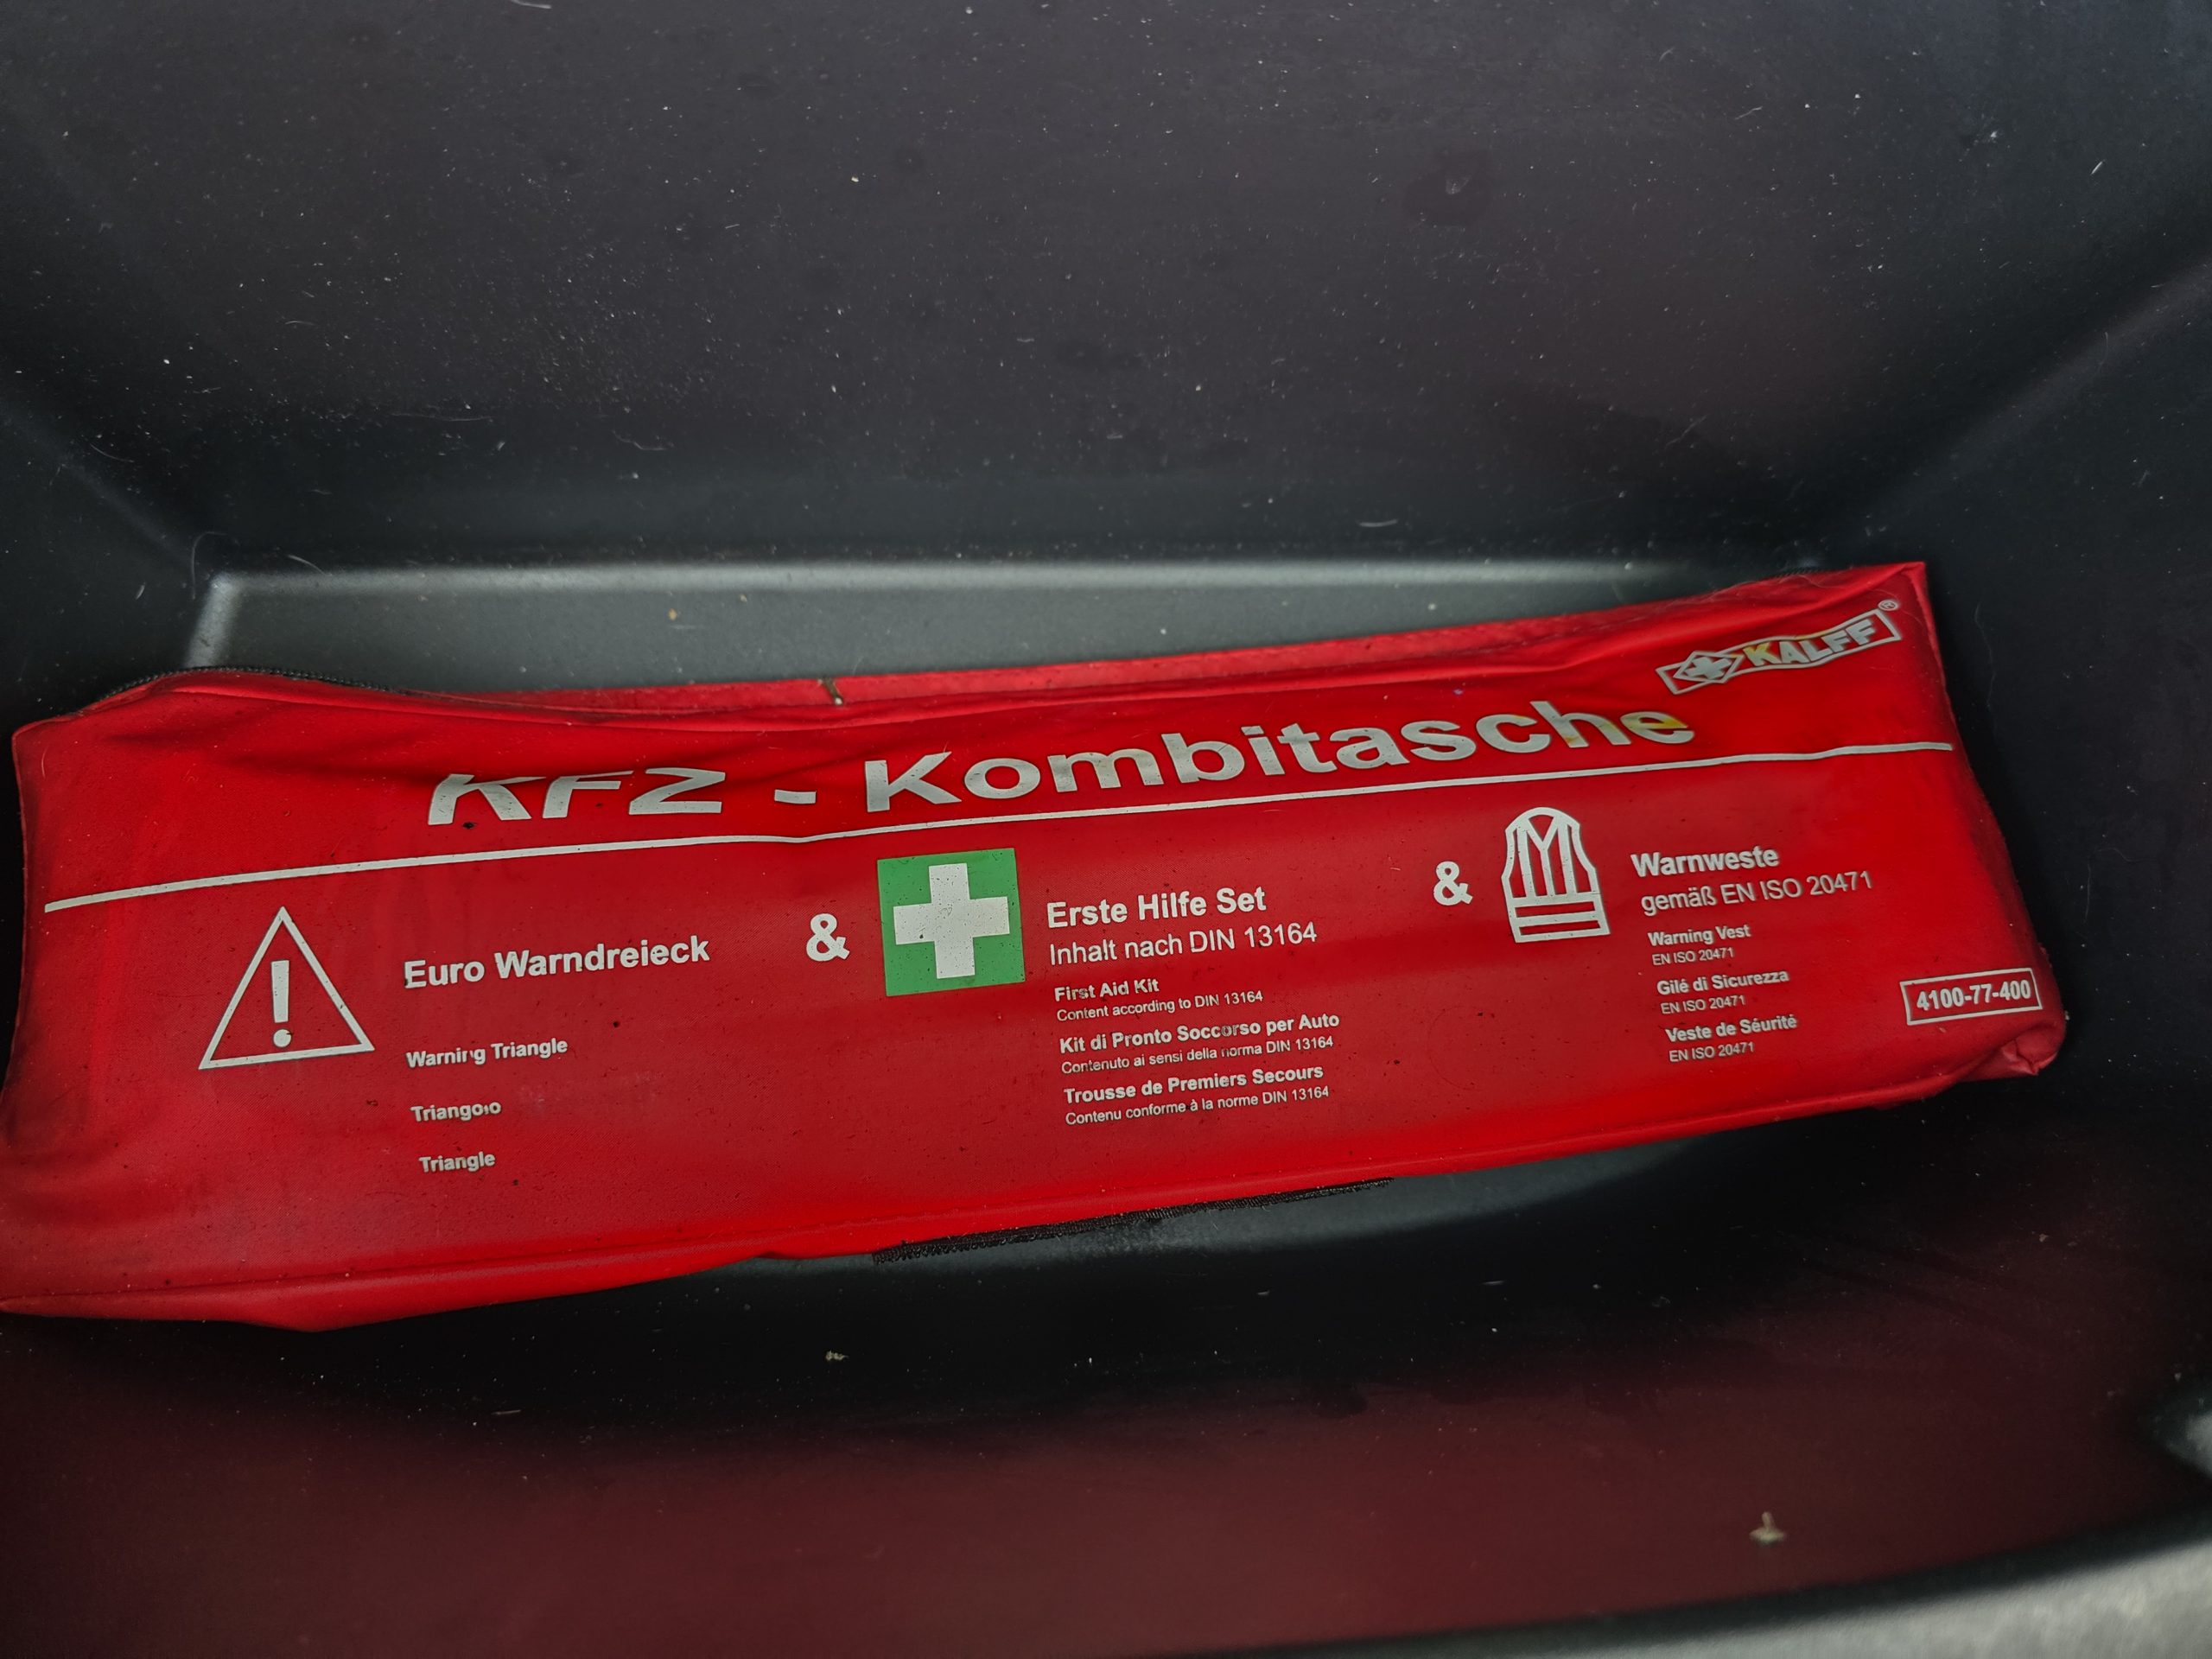 KALFF®
KFZ - Kombitasche
Euro Warndreieck
Warning Triangle
Triangolo
Triangle
&
Erste Hilfe Set
Inhalt nach DIN 13164
First Aid Kit
Content according to DIN 13164
Kit di Pronto Soccorso per Auto
Contenuto ai sensi della norma DIN 13164
Trousse de Premiers Secours
Contenu conforme à la norme DIN 13164
&
Warnweste
gemäß EN ISO 20471
Warning Vest
EN ISO 20471
Gilé di Sicurezza
EN ISO 20471
Veste de Séurité
EN ISO 20471
4100-77-400